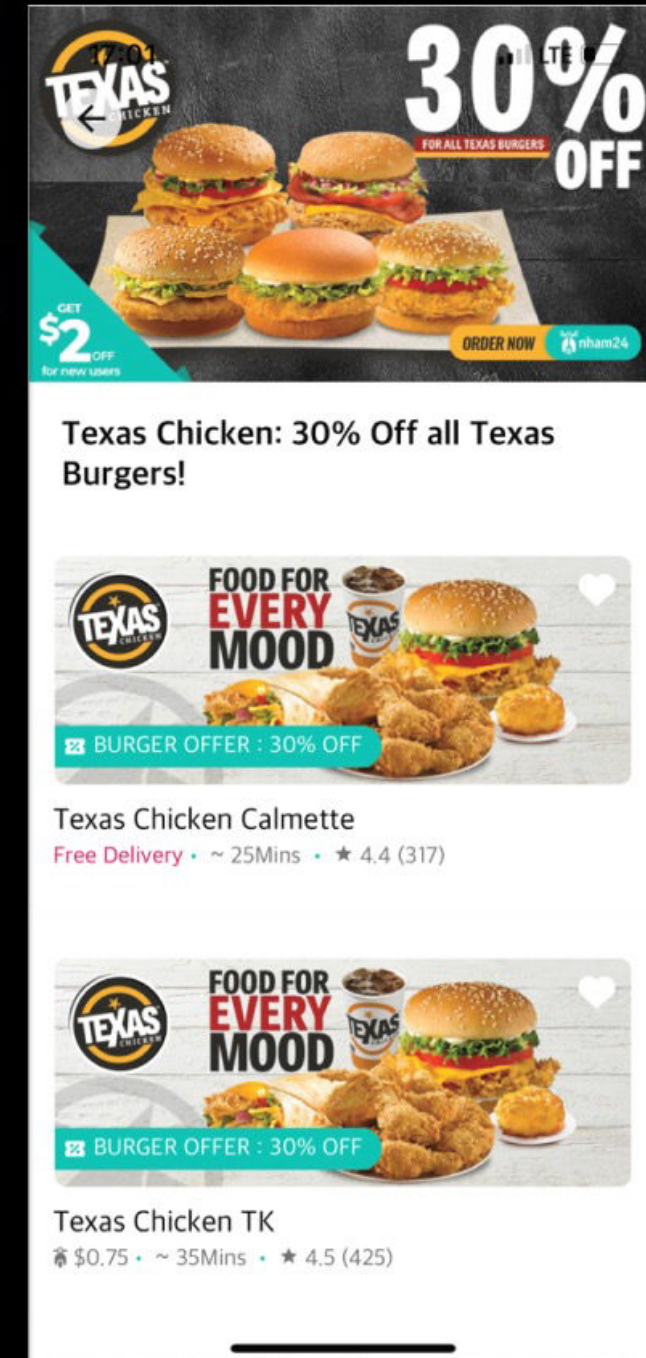 17:01
LTE
TEXAS
CHICKEN
30%
FOR ALL TEXAS BURGERS
OFF
GET
$2 OFF
for new users
ORDER NOW
nham24
Texas Chicken: 30% Off all Texas
Burgers!
TEXAS
CHICKEN
FOOD FOR
EVERY
MOOD
TEXAS
BURGER OFFER : 30% OFF
Texas Chicken Calmette
Free Delivery • ~ 25Mins • ★ 4.4 (317)
TEXAS
CHICKEN
FOOD FOR
EVERY
MOOD
TEXAS
BURGER OFFER : 30% OFF
Texas Chicken TK
$0.75 • ~ 35Mins • ★ 4.5 (425)